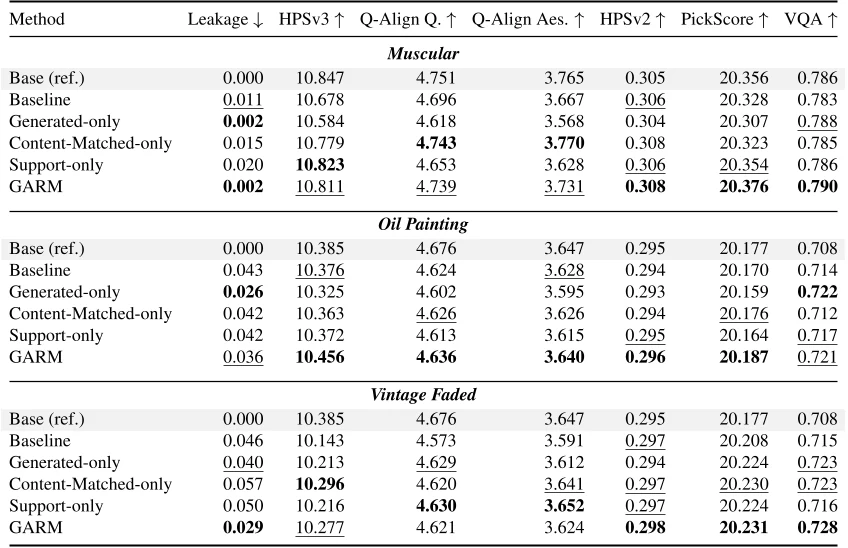 Method Leakage ↓ HPSv3 ↑ Q-Align Q. ↑ Q-Align Aes. ↑ HPSv2 ↑ PickScore ↑ VQA ↑
Muscular
Base (ref.) 0.000 10.847 4.751 3.765 0.305 20.356 0.786
Baseline 0.011 10.678 4.696 3.667 0.306 20.328 0.783
Generated-only 0.002 10.584 4.618 3.568 0.304 20.307 0.788
Content-Matched-only 0.015 10.779 4.743 3.770 0.308 20.323 0.785
Support-only 0.020 10.823 4.653 3.628 0.306 20.354 0.786
GARM 0.002 10.811 4.739 3.731 0.308 20.376 0.790
Oil Painting
Base (ref.) 0.000 10.385 4.676 3.647 0.295 20.177 0.708
Baseline 0.043 10.376 4.624 3.628 0.294 20.170 0.714
Generated-only 0.026 10.325 4.602 3.595 0.293 20.159 0.722
Content-Matched-only 0.042 10.363 4.626 3.626 0.294 20.176 0.712
Support-only 0.042 10.372 4.613 3.615 0.295 20.164 0.717
GARM 0.036 10.456 4.636 3.640 0.296 20.187 0.721
Vintage Faded
Base (ref.) 0.000 10.385 4.676 3.647 0.295 20.177 0.708
Baseline 0.046 10.143 4.573 3.591 0.297 20.208 0.715
Generated-only 0.040 10.213 4.629 3.612 0.294 20.224 0.723
Content-Matched-only 0.057 10.296 4.620 3.641 0.297 20.230 0.723
Support-only 0.050 10.216 4.630 3.652 0.297 20.224 0.716
GARM 0.029 10.277 4.621 3.624 0.298 20.231 0.728